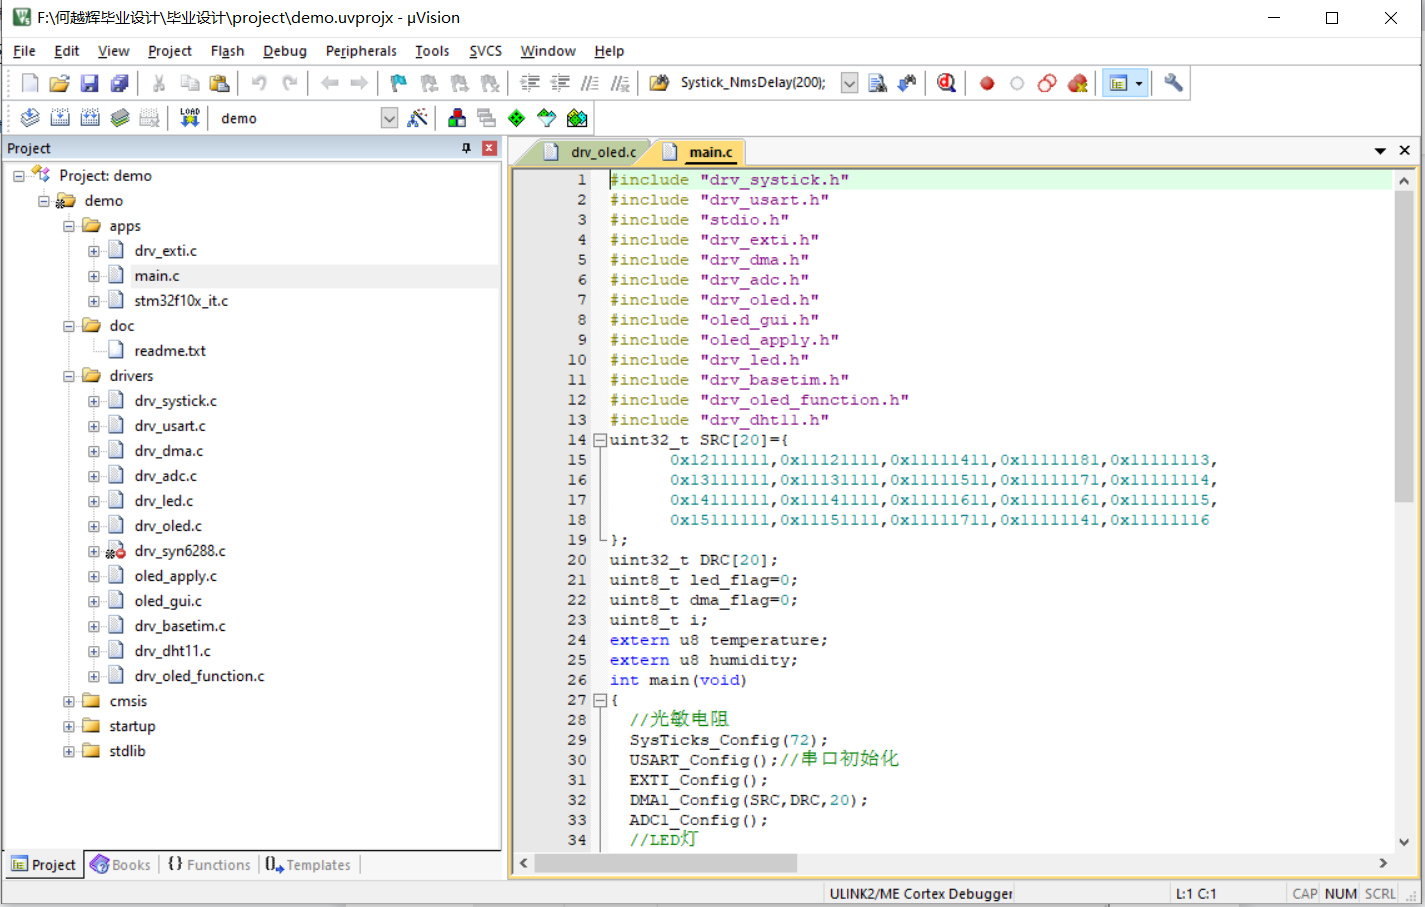 F:\何越辉毕业设计\毕业设计\project\demo.uvprojx - µVision
File Edit View Project Flash Debug Peripherals Tools SVCS Window Help
Systick_NmsDelay(200);
LOAD demo
Project
drv_oled.c main.c
Project: demo
demo
apps
drv_exti.c
main.c
stm32f10x_it.c
doc
readme.txt
drivers
drv_systick.c
drv_usart.c
drv_dma.c
drv_adc.c
drv_led.c
drv_oled.c
drv_syn6288.c
oled_apply.c
oled_gui.c
drv_basetim.c
drv_dht11.c
drv_oled_function.c
cmsis
startup
stdlib
1 #include "drv_systick.h"
2 #include "drv_usart.h"
3 #include "stdio.h"
4 #include "drv_exti.h"
5 #include "drv_dma.h"
6 #include "drv_adc.h"
7 #include "drv_oled.h"
8 #include "oled_gui.h"
9 #include "oled_apply.h"
10 #include "drv_led.h"
11 #include "drv_basetim.h"
12 #include "drv_oled_function.h"
13 #include "drv_dht11.h"
14 uint32_t SRC[20]={
15 0x12111111,0x11121111,0x11111411,0x11111181,0x11111113,
16 0x13111111,0x11131111,0x11111511,0x11111171,0x11111114,
17 0x14111111,0x11141111,0x11111611,0x11111161,0x11111115,
18 0x15111111,0x11151111,0x11111711,0x11111141,0x11111116
19 };
20 uint32_t DRC[20];
21 uint8_t led_flag=0;
22 uint8_t dma_flag=0;
23 uint8_t i;
24 extern u8 temperature;
25 extern u8 humidity;
26 int main(void)
27 {
28 //光敏电阻
29 SysTicks_Config(72);
30 USART_Config();//串口初始化
31 EXTI_Config();
32 DMA1_Config(SRC,DRC,20);
33 ADC1_Config();
34 //LED灯
Project Books {} Functions Templates
ULINK2/ME Cortex Debugger L:1 C:1 CAP NUM SCRL